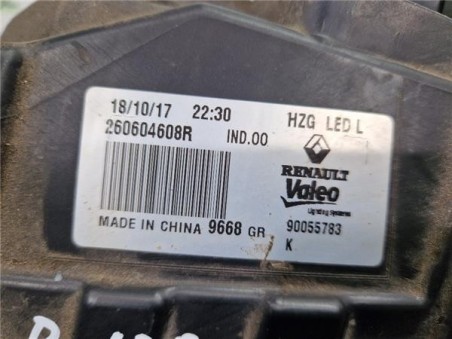 18/10/17 22:30 HZG LED L
260604608R IND.00
RENAULT
Valeo
Lighting Systems
MADE IN CHINA 9668 GR 90055783
K